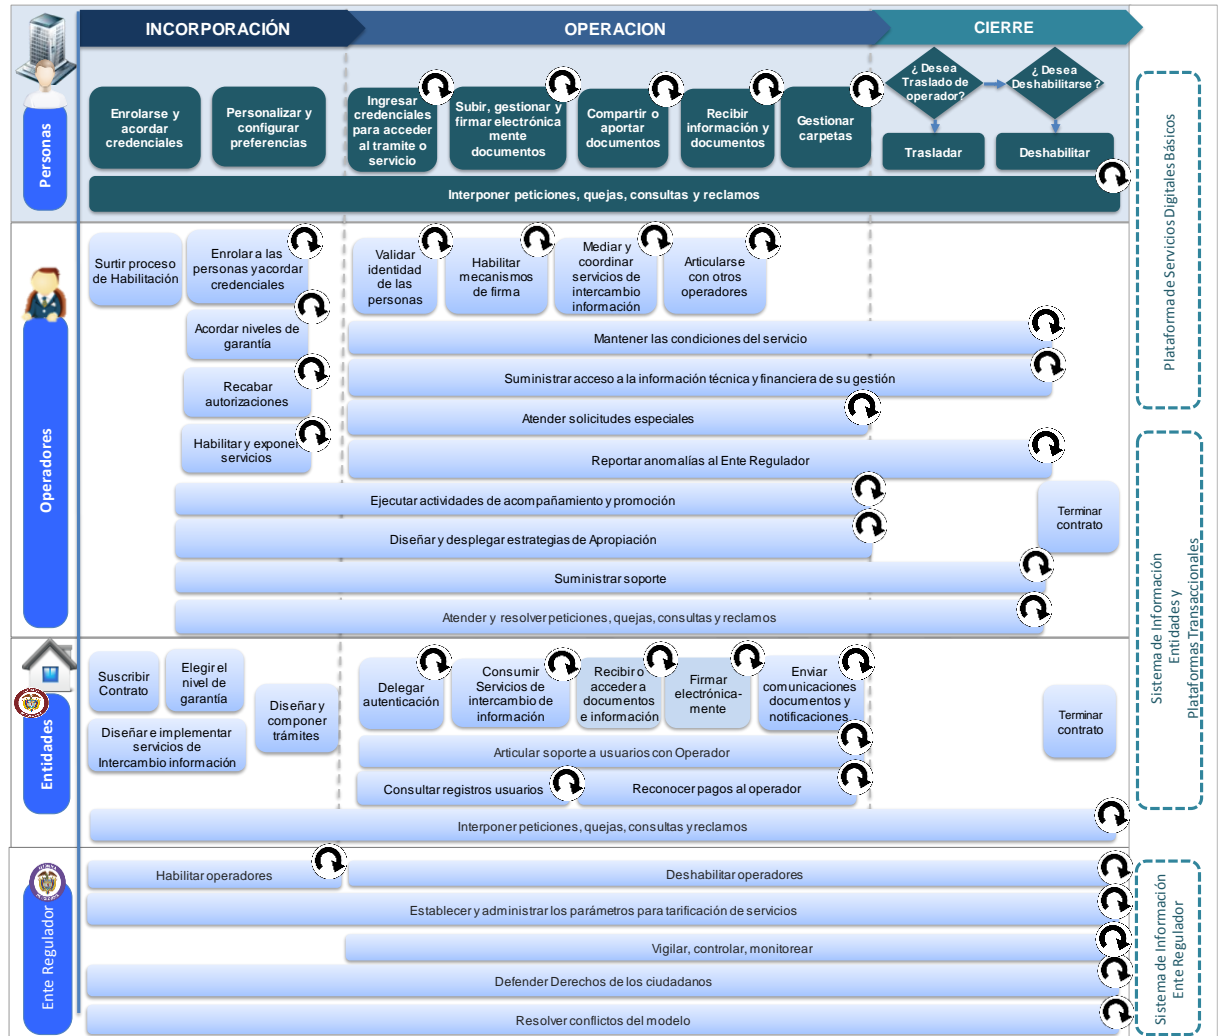 INCORPORACIÓN
OPERACION
CIERRE
Personas
Enrolarse y
acordar
credenciales
Personalizar y
configurar
preferencias
Ingresar
credenciales
para acceder
al tramite o
servicio
Subir, gestionar y
firmar electrónica
mente
documentos
Compartir o
aportar
documentos
Recibir
información y
documentos
Gestionar
carpetas
¿ Desea
Traslado de
operador?
¿ Desea
Deshabilitarse ?
Trasladar
Deshabilitar
Interponer peticiones, quejas, consultas y reclamos
Plataforma de Servicios Digitales Básicos
Operadores
Surtir proceso
de Habilitación
Enrolar a las
personas y acordar
credenciales
Acordar niveles de
garantía
Recabar
autorizaciones
Habilitar y exponer
servicios
Validar
identidad
de las
personas
Habilitar
mecanismos
de firma
Mediar y
coordinar
servicios de
intercambio
información
Articularse
con otros
operadores
Mantener las condiciones del servicio
Suministrar acceso a la información técnica y financiera de su gestión
Atender solicitudes especiales
Reportar anomalías al Ente Regulador
Ejecutar actividades de acompañamiento y promoción
Diseñar y desplegar estrategias de Apropiación
Suministrar soporte
Atender y resolver peticiones, quejas, consultas y reclamos
Terminar
contrato
Sistema de Información
Entidades y
Plataformas Transaccionales
Entidades
Suscribir
Contrato
Elegir el
nivel de
garantía
Diseñar e implementar
servicios de
Intercambio información
Diseñar y
componer
trámites
Delegar
autenticación
Consumir
Servicios de
intercambio de
información
Recibir o
acceder a
documentos
e información
Firmar
electrónica-
mente
Enviar
comunicaciones
documentos y
notificaciones.
Articular soporte a usuarios con Operador
Consultar registros usuarios
Reconocer pagos al operador
Terminar
contrato
Interponer peticiones, quejas, consultas y reclamos
Ente Regulador
Habilitar operadores
Deshabilitar operadores
Establecer y administrar los parámetros para tarificación de servicios
Vigilar, controlar, monitorear
Defender Derechos de los ciudadanos
Resolver conflictos del modelo
Sistema de Información
Ente Regulador